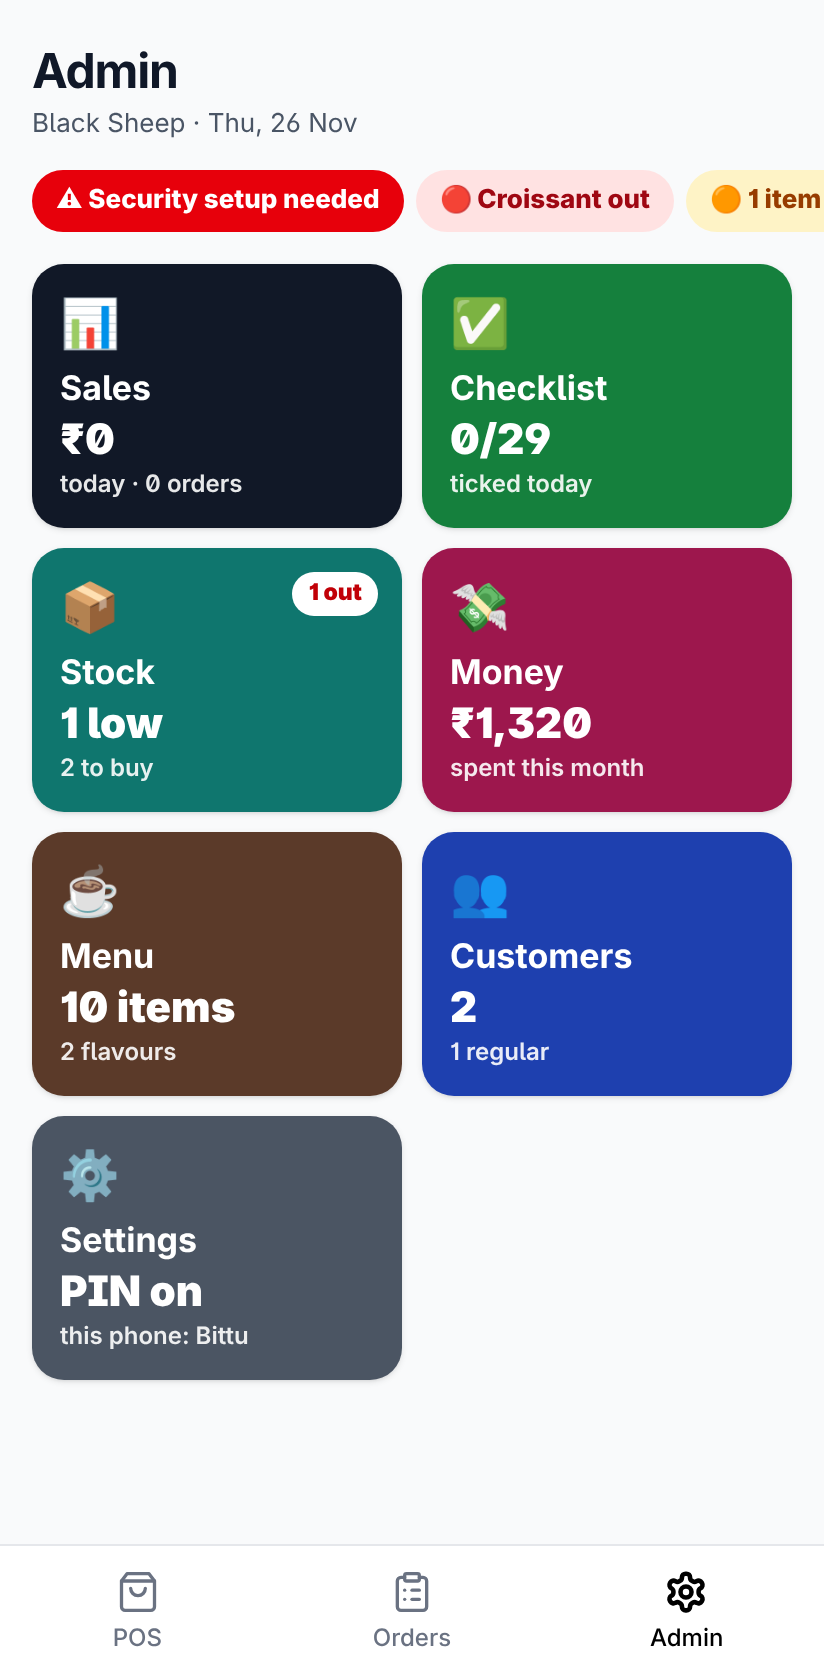 Admin
Black Sheep · Thu, 26 Nov
⚠ Security setup needed
Croissant out
1 item
Sales
₹0
today · 0 orders
Checklist
0/29
ticked today
1 out
Stock
1 low
2 to buy
Money
₹1,320
spent this month
Menu
10 items
2 flavours
Customers
2
1 regular
Settings
PIN on
this phone: Bittu
POS
Orders
Admin